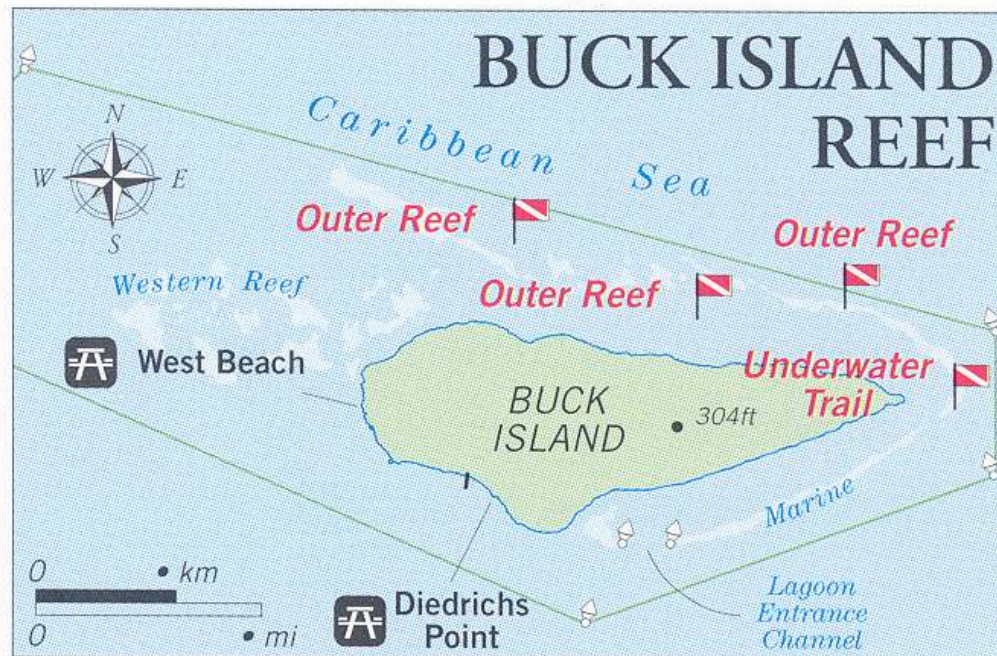 BUCK ISLAND
REEF
N
W E
S
Caribbean Sea
Outer Reef
Outer Reef
Western Reef
Outer Reef
West Beach
Underwater
Trail
BUCK
ISLAND
304ft
Marine
0 • km
0 • mi
Diedrichs
Point
Lagoon
Entrance
Channel